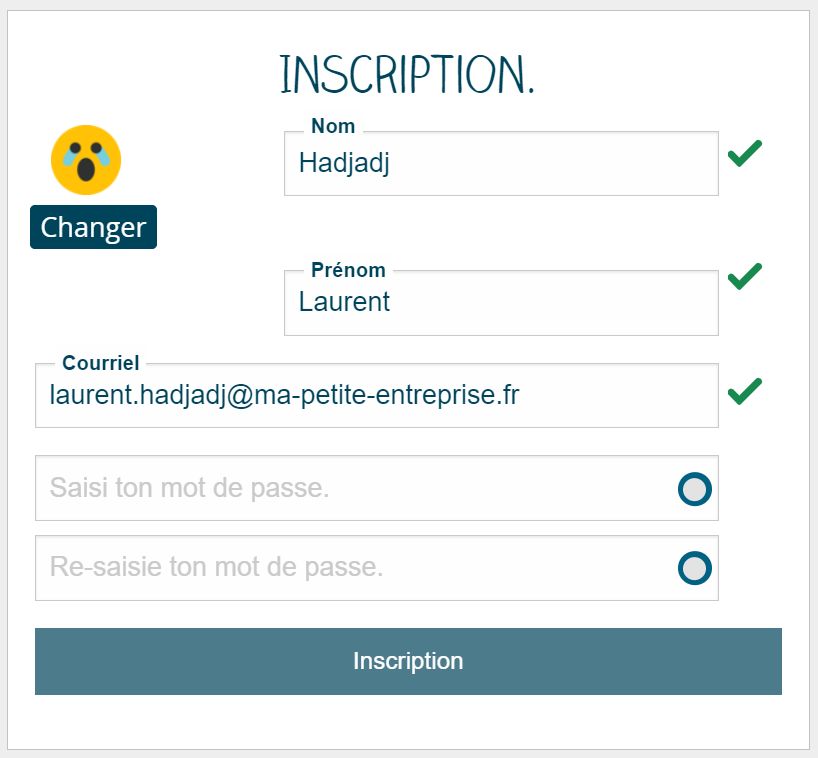 INSCRIPTION.
Nom
Hadjadj
Changer
Prénom
Laurent
Courriel
laurent.hadjadj@ma-petite-entreprise.fr
Saisi ton mot de passe.
Re-saisie ton mot de passe.
Inscription